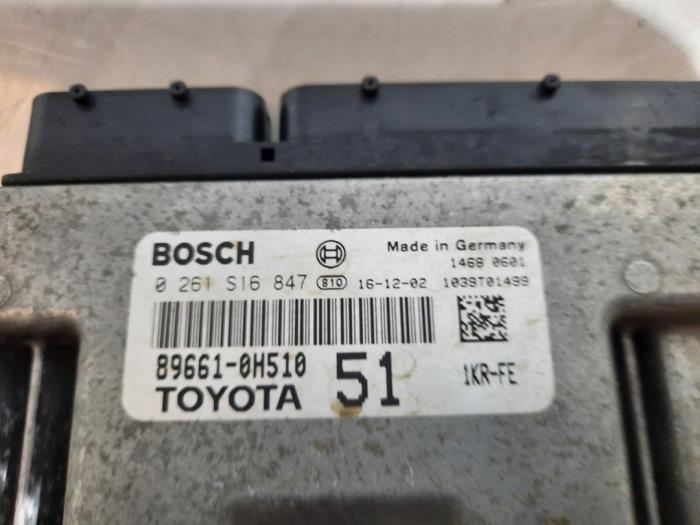 BOSCH Made in Germany
1468 0601
0 261 S16 847 810 16-12-02 1039T01499
89661-0H510
TOYOTA 51 1KR-FE